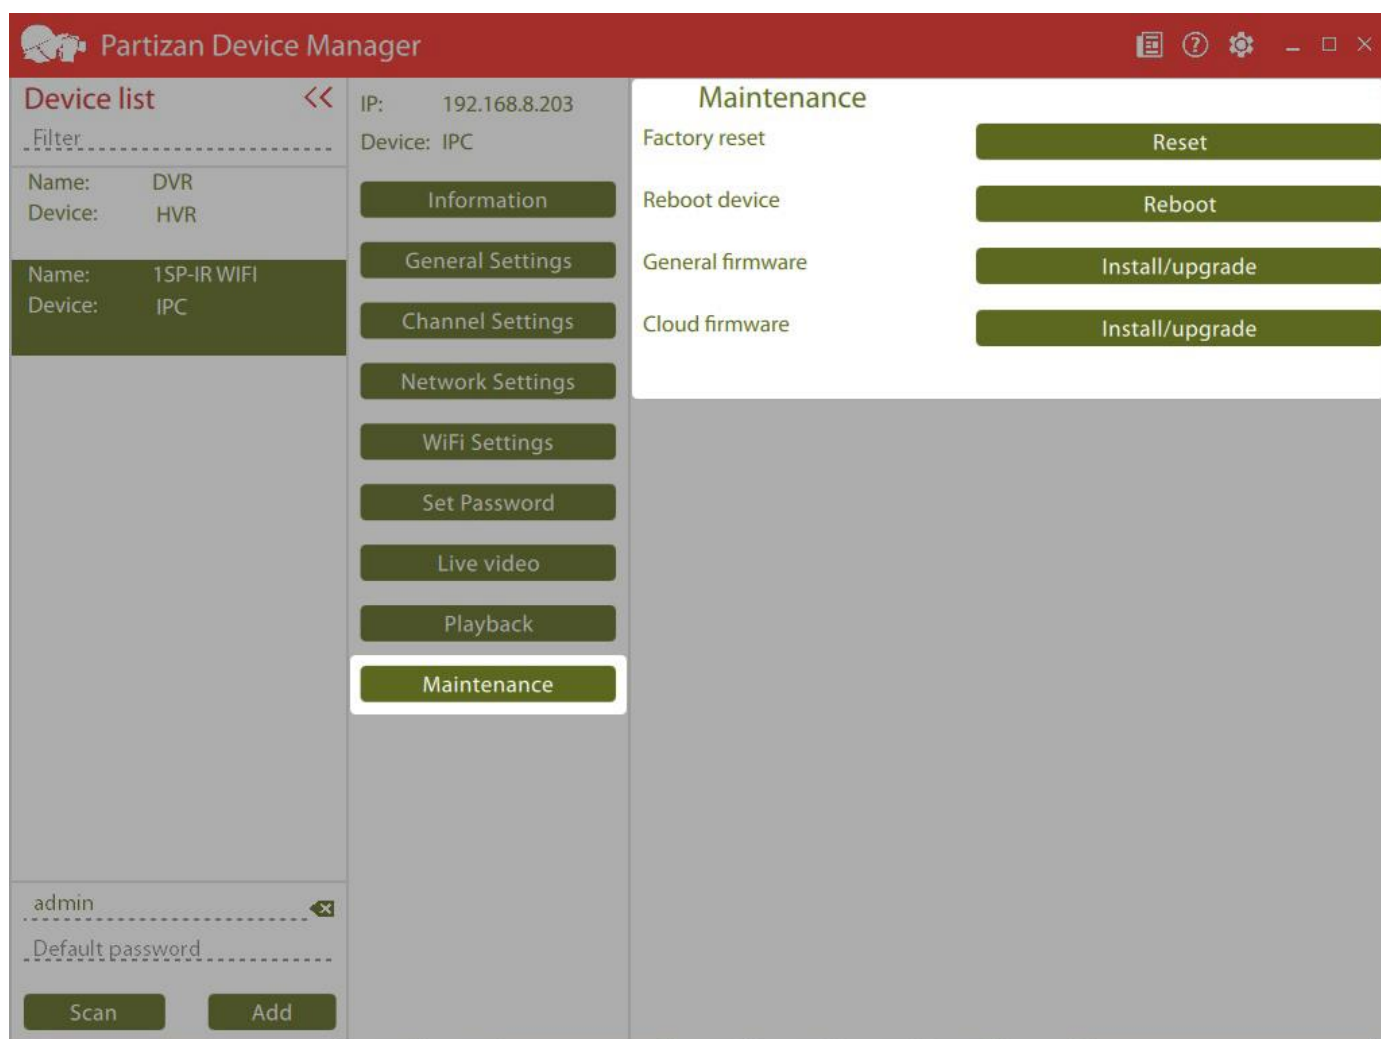 Partizan Device Manager
Device list <<
Filter
Name: DVR
Device: HVR
Name: 1SP-IR WIFI
Device: IPC
admin
Default password
Scan Add
IP: 192.168.8.203
Device: IPC
Information
General Settings
Channel Settings
Network Settings
WiFi Settings
Set Password
Live video
Playback
Maintenance
Maintenance
Factory reset Reset
Reboot device Reboot
General firmware Install/upgrade
Cloud firmware Install/upgrade